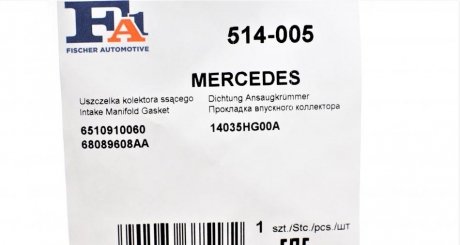 FA1
FISCHER AUTOMOTIVE
514-005
MERCEDES
Uszczelka kolektora ssącego
Intake Manifold Gasket
Dichtung Ansaugkrümmer
Прокладка впускного коллектора
6510910060
68089608AA
14035HG00A
1 szt./Stc./pcs./шт
EAC